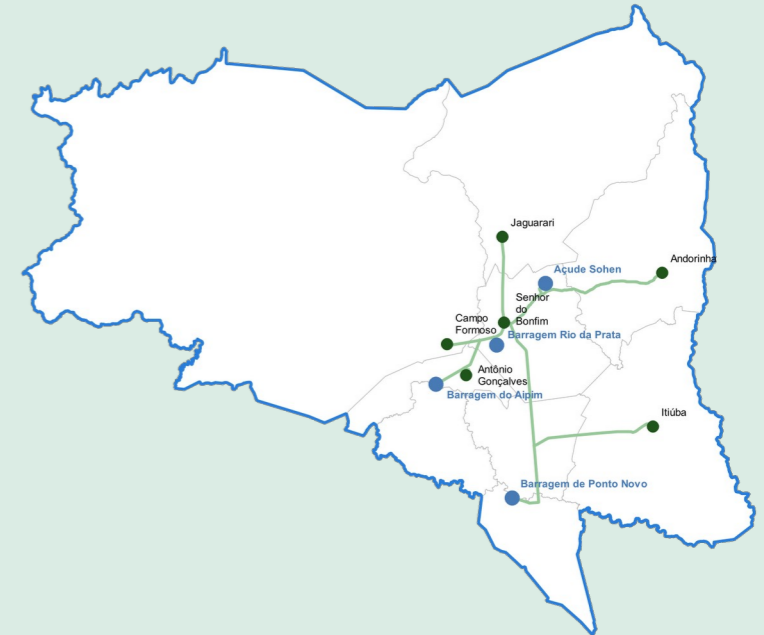 Jaguarari
Andorinha
Açude Sohen
Senhor
do
Bonfim
Campo
Formoso
Barragem Rio da Prata
Antônio
Gonçalves
Barragem do Aipim
Itiúba
Barragem de Ponto Novo